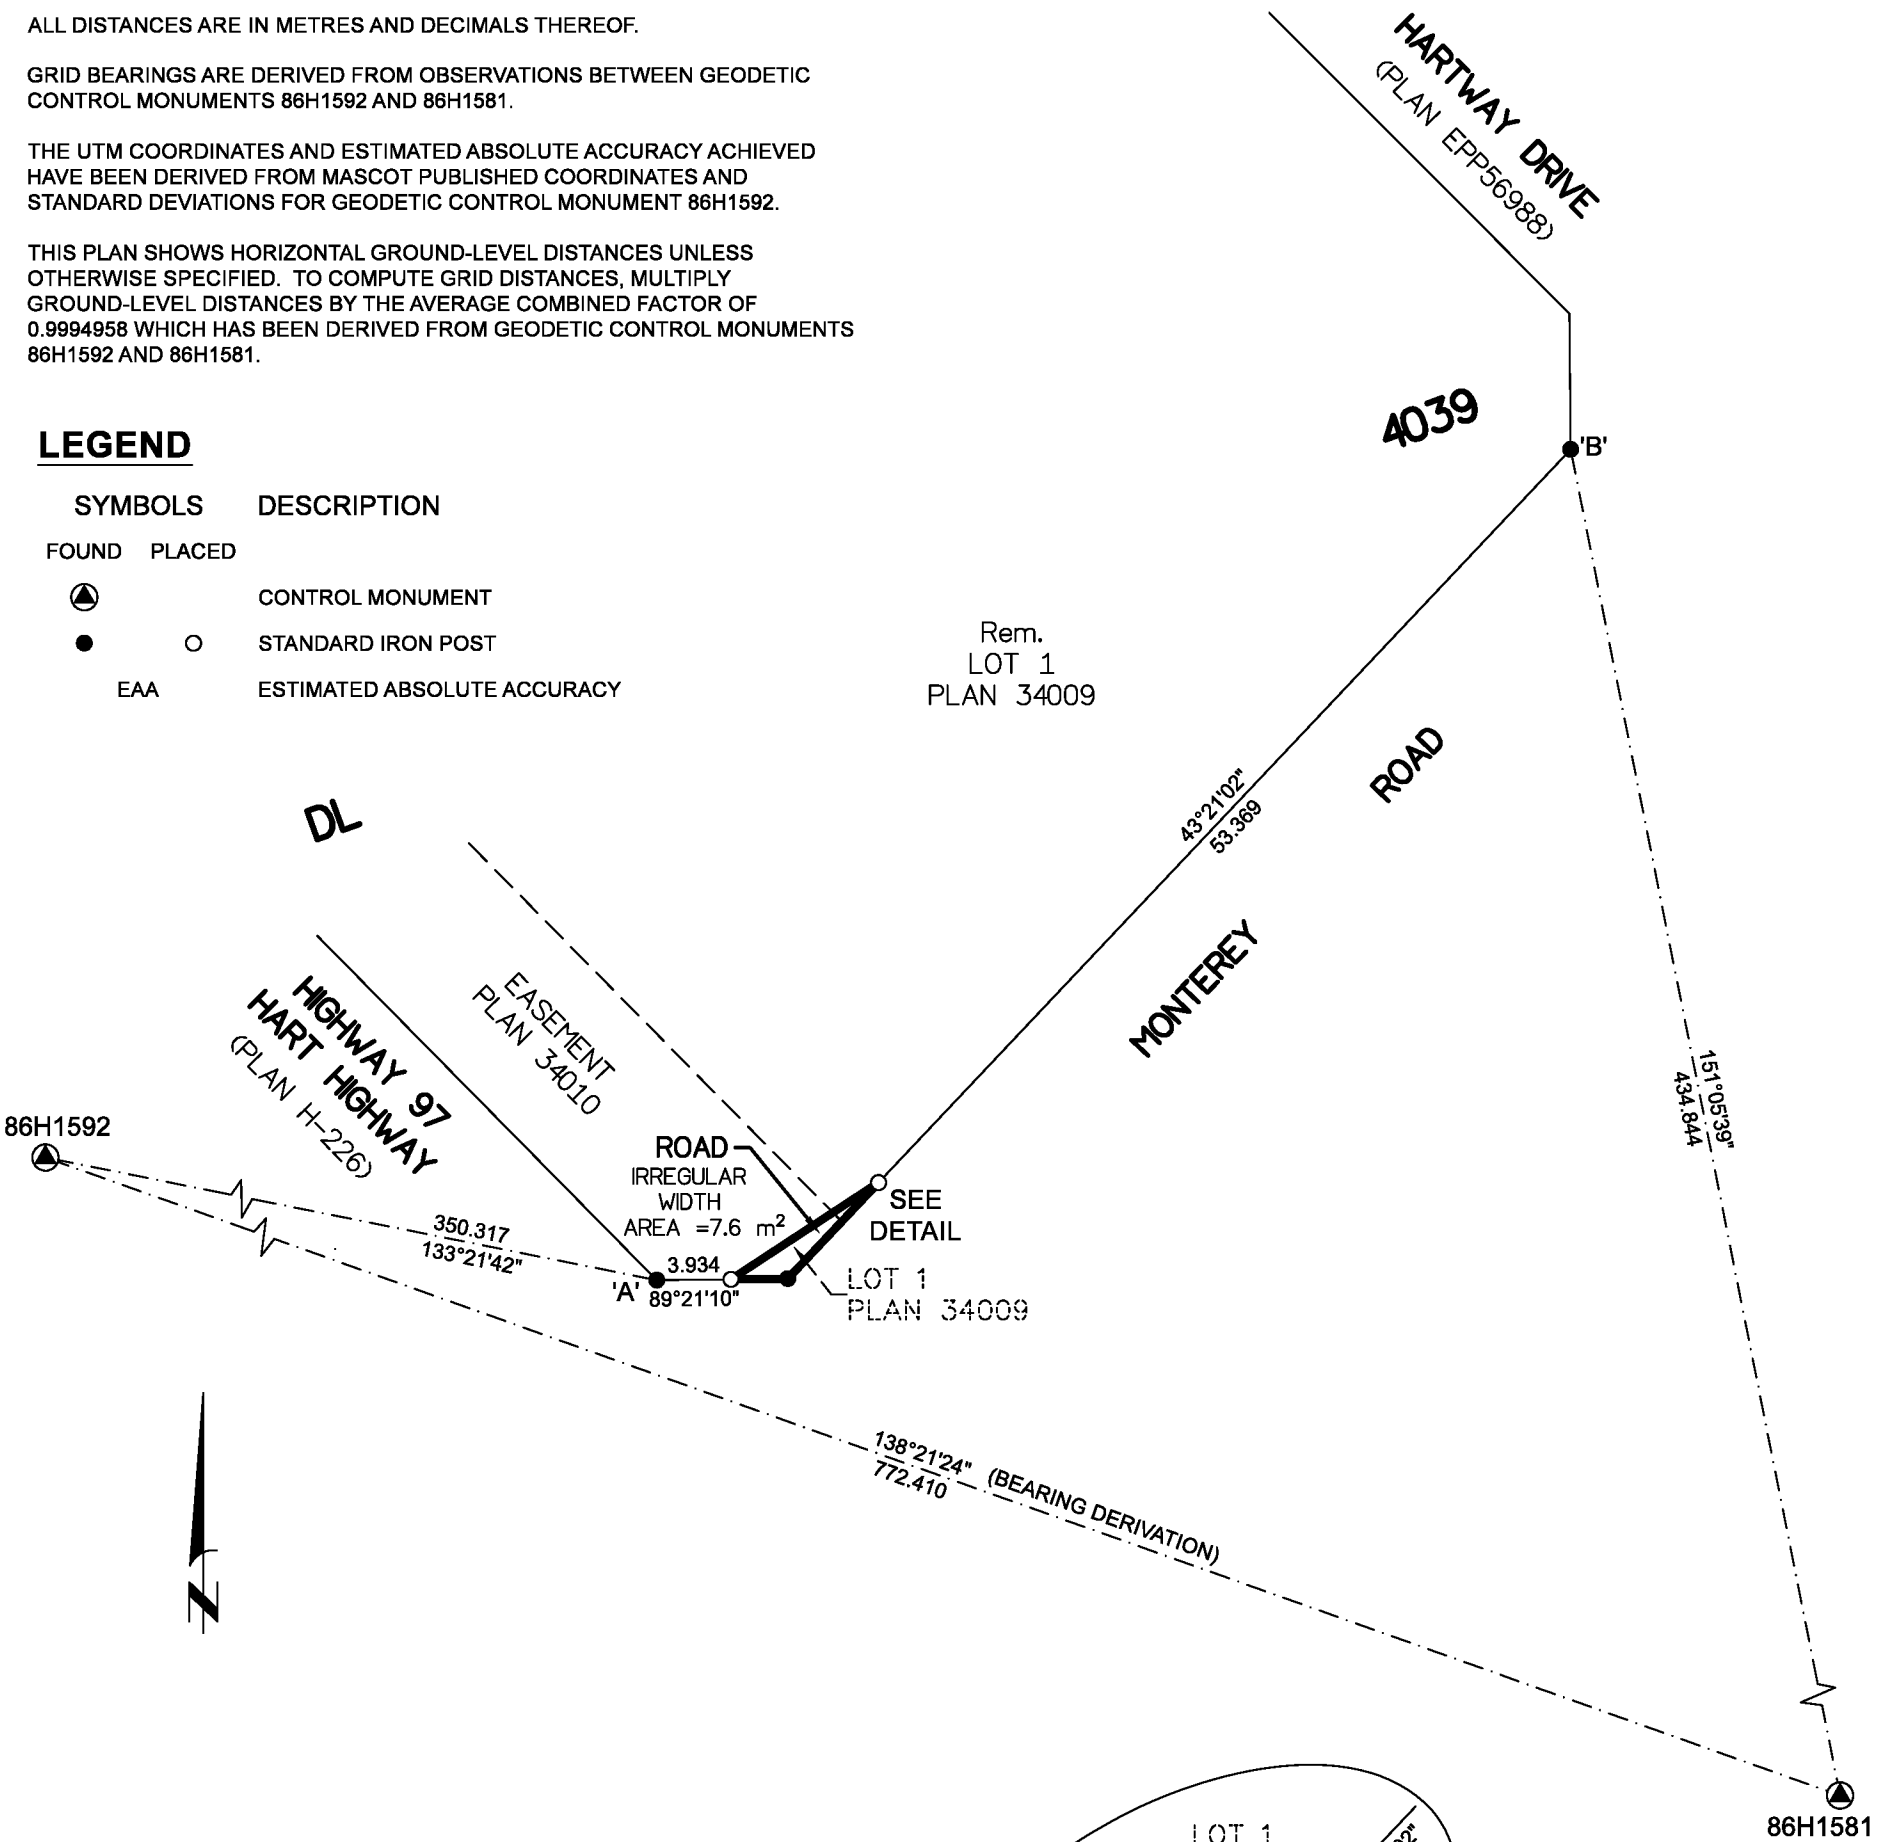 ALL DISTANCES ARE IN METRES AND DECIMALS THEREOF.
GRID BEARINGS ARE DERIVED FROM OBSERVATIONS BETWEEN GEODETIC
CONTROL MONUMENTS 86H1592 AND 86H1581.
THE UTM COORDINATES AND ESTIMATED ABSOLUTE ACCURACY ACHIEVED
HAVE BEEN DERIVED FROM MASCOT PUBLISHED COORDINATES AND
STANDARD DEVIATIONS FOR GEODETIC CONTROL MONUMENT 86H1592.
THIS PLAN SHOWS HORIZONTAL GROUND-LEVEL DISTANCES UNLESS
OTHERWISE SPECIFIED. TO COMPUTE GRID DISTANCES, MULTIPLY
GROUND-LEVEL DISTANCES BY THE AVERAGE COMBINED FACTOR OF
0.9994958 WHICH HAS BEEN DERIVED FROM GEODETIC CONTROL MONUMENTS
86H1592 AND 86H1581.
LEGEND
SYMBOLS DESCRIPTION
FOUND PLACED
CONTROL MONUMENT
STANDARD IRON POST
EAA ESTIMATED ABSOLUTE ACCURACY
HARTWAY DRIVE
(PLAN EPP56988)
4039
'B'
Rem.
LOT 1
PLAN 34009
43°21'02"
53.369
ROAD
MONTEREY
DL
EASEMENT
PLAN 34010
HIGHWAY 97
HART HIGHWAY
(PLAN H-226)
86H1592
ROAD
IRREGULAR
WIDTH
AREA =7.6 m²
SEE
DETAIL
350.317
133°21'42"
'A'
3.934
89°21'10"
LOT 1
PLAN 34009
151°05'39"
434.844
138°21'24" (BEARING DERIVATION)
772.410
N
86H1581
LOT 1